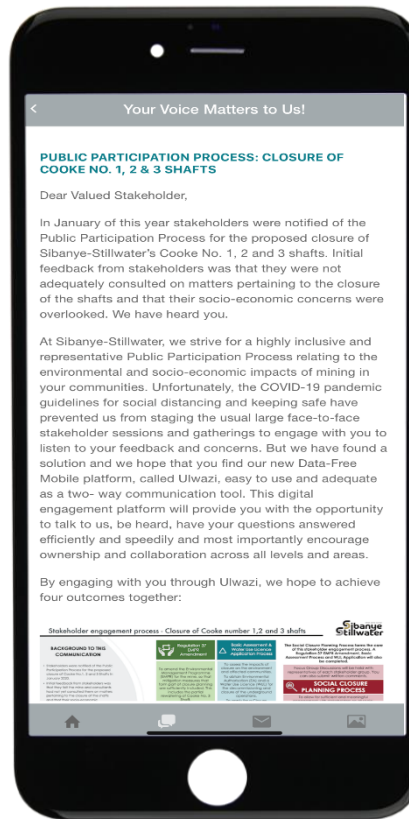 Your Voice Matters to Us!
PUBLIC PARTICIPATION PROCESS: CLOSURE OF
COOKE NO. 1, 2 & 3 SHAFTS
Dear Valued Stakeholder,
In January of this year stakeholders were notified of the
Public Participation Process for the proposed closure of
Sibanye-Stillwater's Cooke No. 1, 2 and 3 shafts. Initial
feedback from stakeholders was that they were not
adequately consulted on matters pertaining to the closure
of the shafts and that their socio-economic concerns were
overlooked. We have heard you.
At Sibanye-Stillwater, we strive for a highly inclusive and
representative Public Participation Process relating to the
environmental and socio-economic impacts of mining in
your communities. Unfortunately, the COVID-19 pandemic
guidelines for social distancing and keeping safe have
prevented us from staging the usual large face-to-face
stakeholder sessions and gatherings to engage with you to
listen to your feedback and concerns. But we have found a
solution and we hope that you find our new Data-Free
Mobile platform, called Ulwazi, easy to use and adequate
as a two- way communication tool. This digital
engagement platform will provide you with the opportunity
to talk to us, be heard, have your questions answered
efficiently and speedily and most importantly encourage
ownership and collaboration across all levels and areas.
By engaging with you through Ulwazi, we hope to achieve
four outcomes together:
Stakeholder engagement process - Closure of Cooke number 1,2 and 3 shafts
Sibanye
Stillwater
BACKGROUND TO THIS
COMMUNICATION
Regulation 31
EMPR
Amendment
Basic Assessment &
Water Use Licence
Application Process
SOCIAL CLOSURE
PLANNING PROCESS